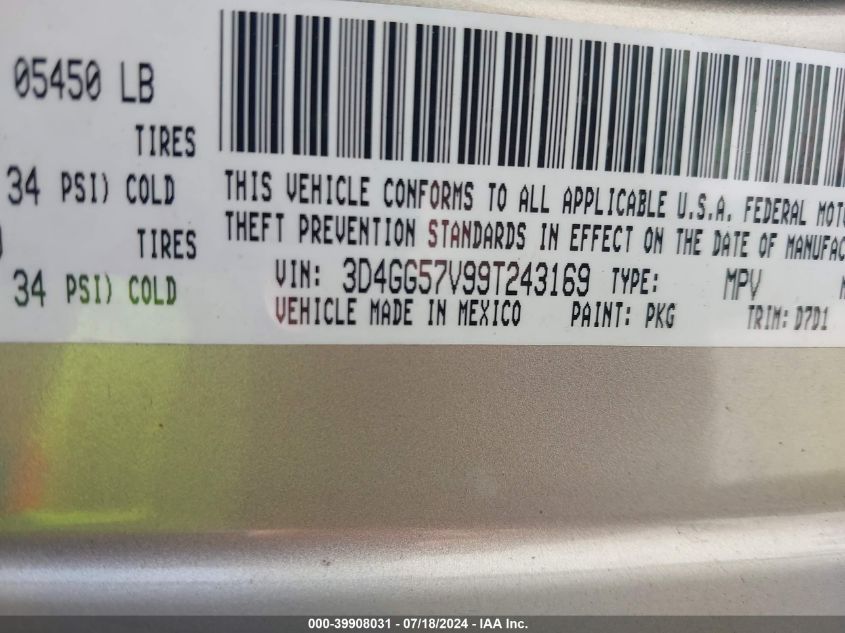 05450 LB
TIRES
34 PSI) COLD
TIRES
34 PSI) COLD
THIS VEHICLE CONFORMS TO ALL APPLICABLE U.S.A. FEDERAL
THEFT PREVENTION STANDARDS IN EFFECT ON THE DATE OF
VIN: 3D4GG57V99T243169 TYPE: MPV
VEHICLE MADE IN MEXICO PAINT: PKG TRIM: D7D1
000-39908031 - 07/18/2024 - IAA Inc.